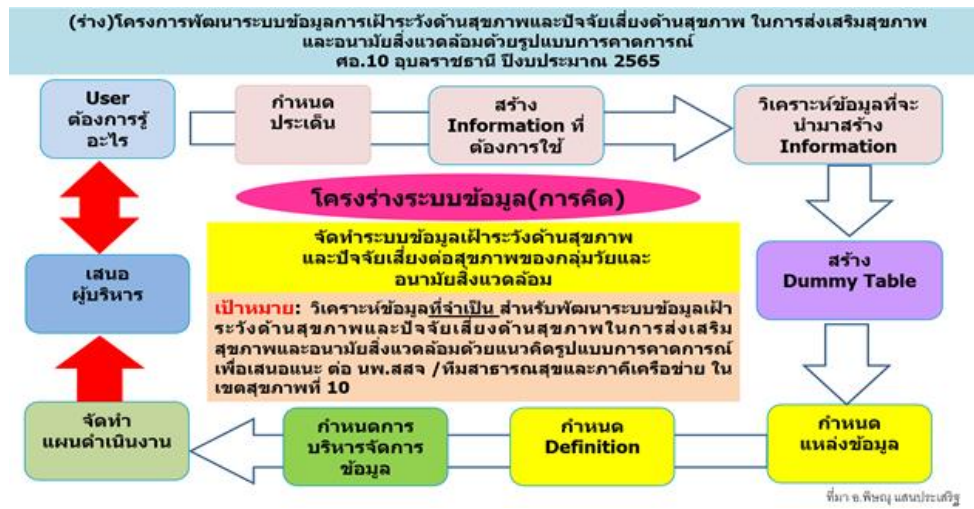 (ร่าง)โครงการพัฒนาระบบข้อมูลการเฝ้าระวังด้านสุขภาพและปัจจัยเสี่ยงด้านสุขภาพ ในการส่งเสริมสุขภาพ
และอนามัยสิ่งแวดล้อมด้วยรูปแบบการคาดการณ์
ศอ.10 อุบลราชธานี ปีงบประมาณ 2565
User
ต้องการรู้
อะไร
กำหนด
ประเด็น
สร้าง
Information ที่
ต้องการใช้
วิเคราะห์ข้อมูลที่จะ
นำมาสร้าง
Information
โครงร่างระบบข้อมูล(การคิด)
จัดทำระบบข้อมูลเฝ้าระวังด้านสุขภาพ
และปัจจัยเสี่ยงต่อสุขภาพของกลุ่มวัยและ
อนามัยสิ่งแวดล้อม
เสนอ
ผู้บริหาร
สร้าง
Dummy Table
เป้าหมาย: วิเคราะห์ข้อมูลที่จำเป็น สำหรับพัฒนาระบบข้อมูลเฝ้า
ระวังด้านสุขภาพและปัจจัยเสี่ยงด้านสุขภาพในการส่งเสริม
สุขภาพและอนามัยสิ่งแวดล้อมด้วยแนวคิดรูปแบบการคาดการณ์
เพื่อเสนอแนะ ต่อ นพ.สสจ /ทีมสาธารณสุขและภาคีเครือข่าย ใน
เขตสุขภาพที่ 10
จัดทำ
แผนดำเนินงาน
กำหนดการ
บริหารจัดการ
ข้อมูล
กำหนด
Definition
กำหนด
แหล่งข้อมูล
ที่มา อ.พิษณุ แสนประเสริฐ